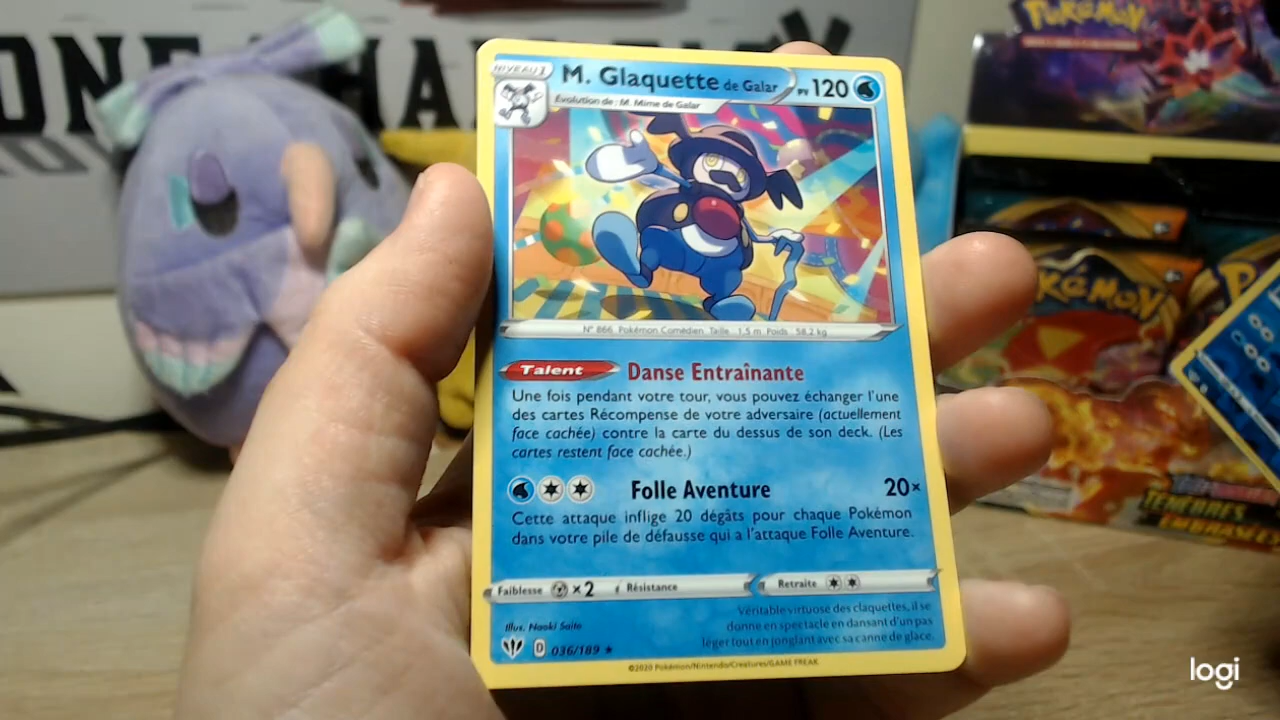 NIVEAU 1
M. Glaquette de Galar
PV 120
Évolution de : M. Mime de Galar
N° 866 Pokémon Comédien Taille : 1,5 m Poids : 58,2 kg
Talent Danse Entraînante
Une fois pendant votre tour, vous pouvez échanger l'une
des cartes Récompense de votre adversaire (actuellement
face cachée) contre la carte du dessus de son deck. (Les
cartes restent face cachée.)
Folle Aventure 20×
Cette attaque inflige 20 dégâts pour chaque Pokémon
dans votre pile de défausse qui a l'attaque Folle Aventure.
Faiblesse ×2 Résistance
Retraite
Véritable virtuose des claquettes, il se
donne en spectacle en dansant d'un pas
léger tout en jonglant avec sa canne de glace.
Illus. Naoki Saito
D 036/189 ★
©2020 Pokémon/Nintendo/Creatures/GAME FREAK
POKÉMON
TÉNÈBRES
EMBRASÉES
logi